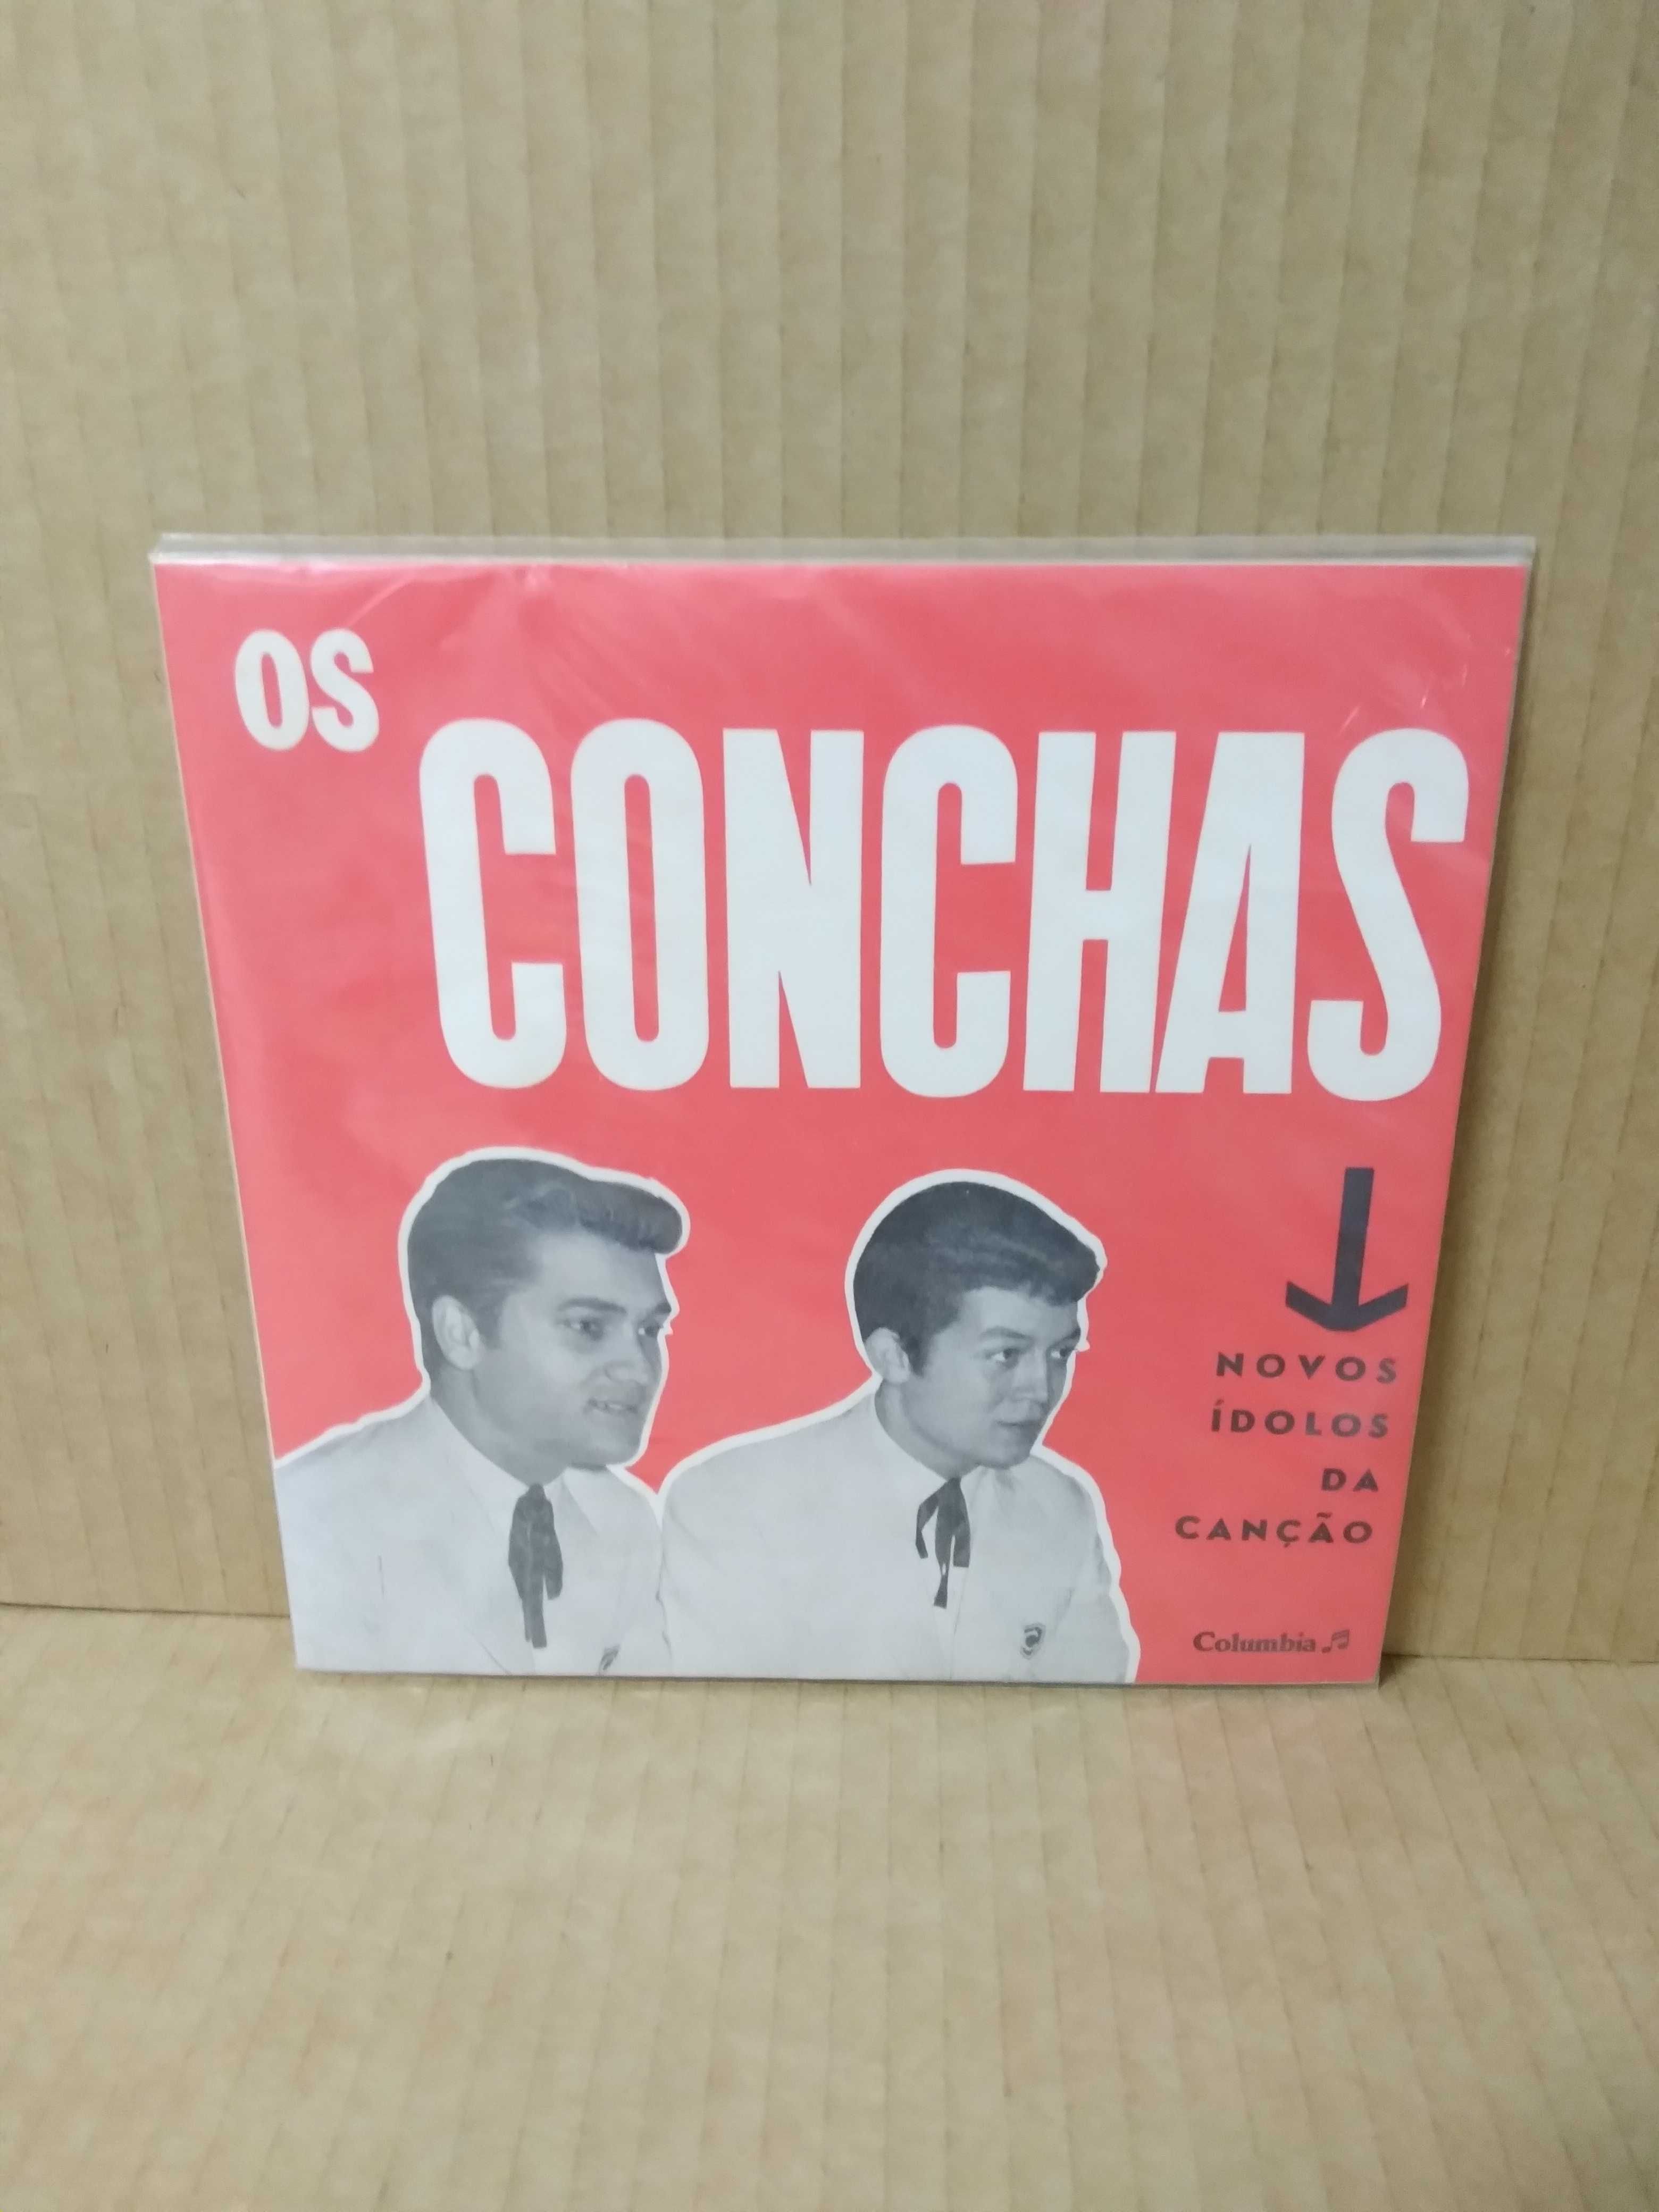 OS
CONCHAS
NOVOS
ÍDOLOS
DA
CANÇÃO
Columbia